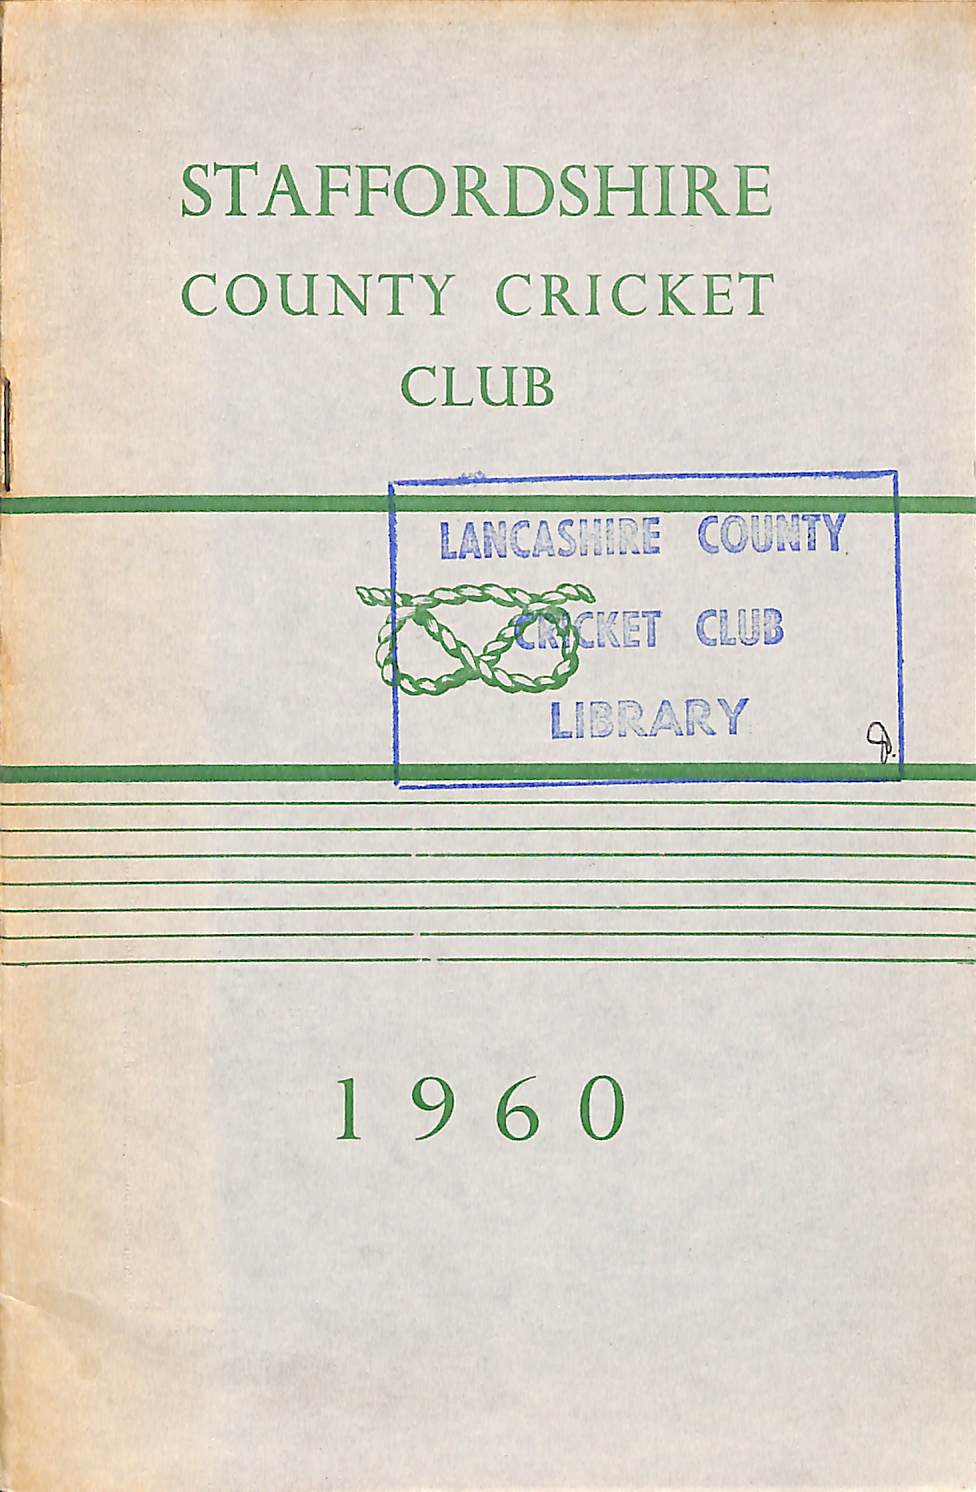 STAFFORDSHIRE
COUNTY CRICKET
CLUB
LANCASHIRE COUNTY
CRICKET CLUB
LIBRARY
1960